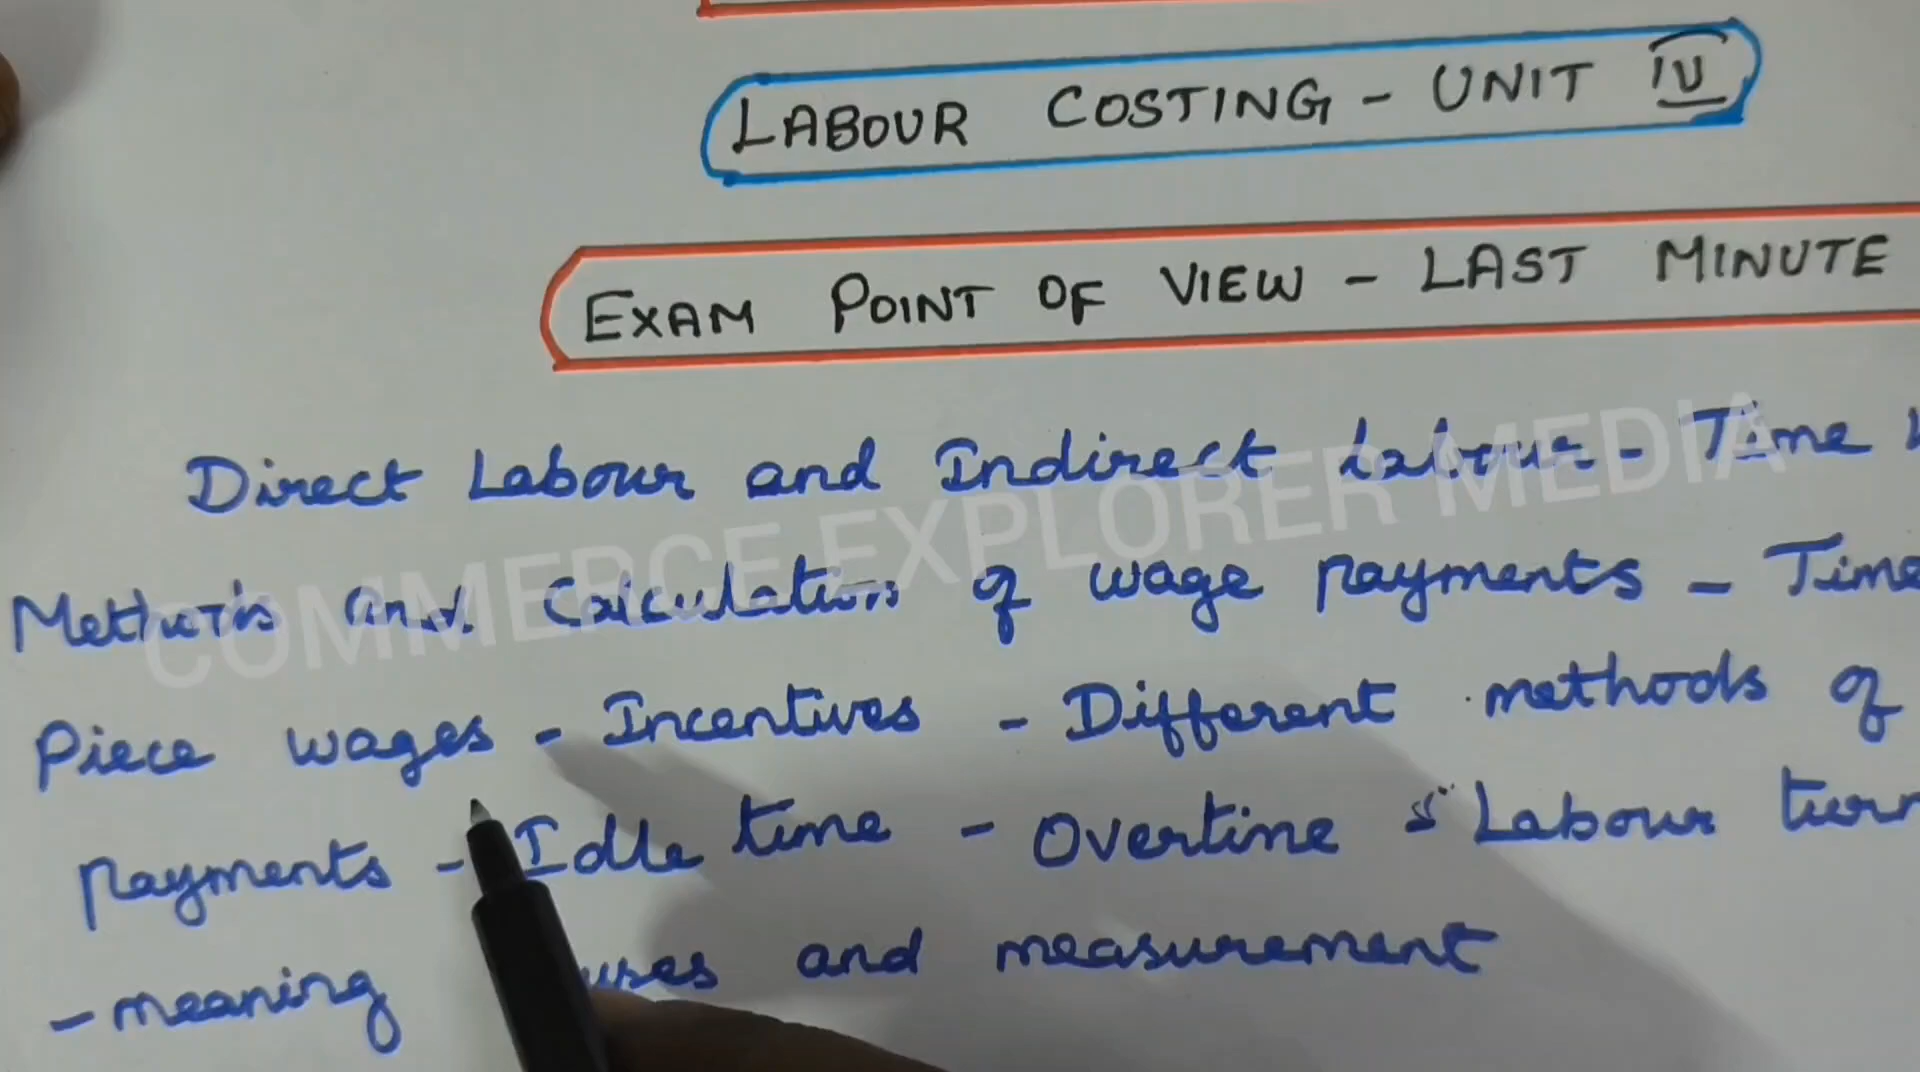 LABOUR COSTING - UNIT IV
EXAM POINT OF VIEW - LAST MINUTE
Direct Labour and Indirect Labour - Time
Methods and Calculation of wage payments - Time
Piece wages - Incentives - Different methods of
payments - Idle time - Overtime & Labour turn
- meaning uses and measurement
COMMERCE EXPLORER MEDIA